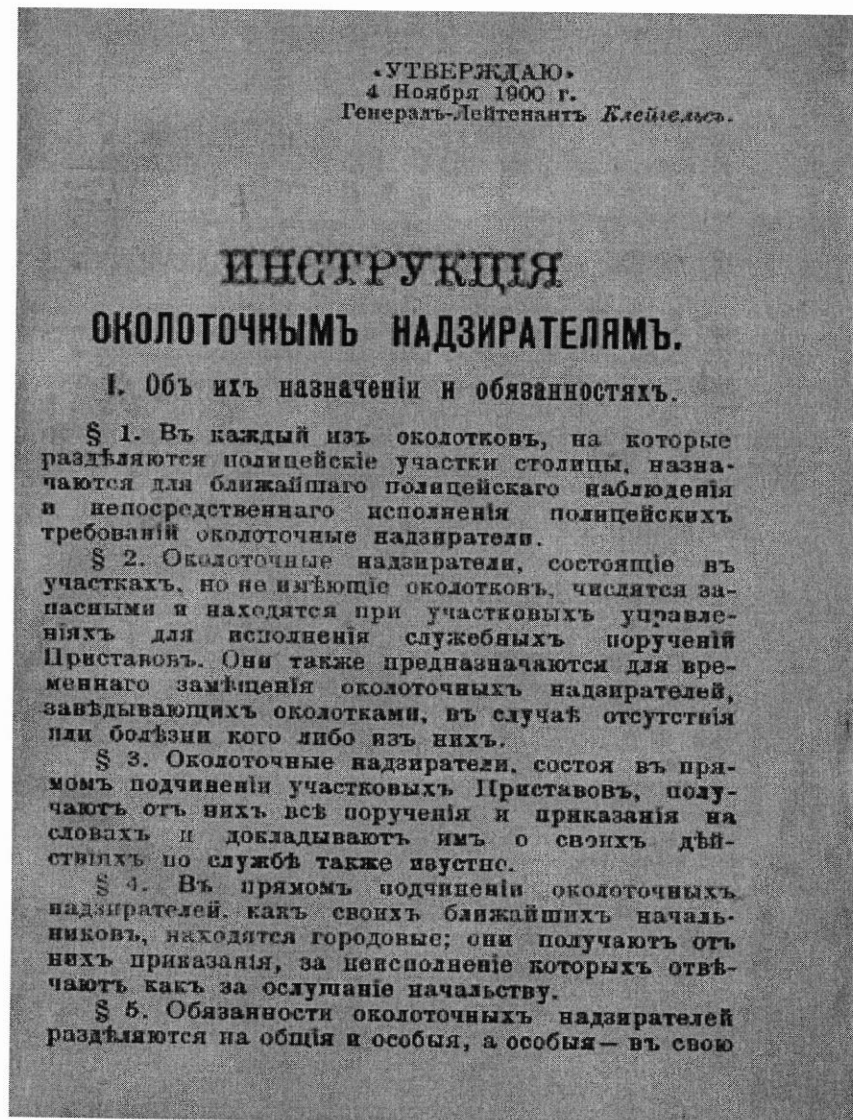 «УТВЕРЖДАЮ»
4 Ноября 1900 г.
Генералъ-Лейтенантъ Клейгельсъ.
ИНСТРУКЦІЯ
ОКОЛОТОЧНЫМЪ НАДЗИРАТЕЛЯМЪ.
I. Объ ихъ назначеніи и обязанностяхъ.
§ 1. Въ каждый изъ околотковъ, на которые
раздѣляются полицейскіе участки столицы, назна-
чаются для ближайшаго полицейскаго наблюденія
и непосредственнаго исполненія полицейскихъ
требованій околоточные надзиратели.
§ 2. Околоточные надзиратели, состоящіе въ
участкахъ, но не имѣющіе околотковъ, числятся за-
пасными и находятся при участковыхъ управле-
ніяхъ для исполненія служебныхъ порученій
Приставовъ. Они также предназначаются для вре-
меннаго замѣщенія околоточныхъ надзирателей,
завѣдывающихъ околотками, въ случаѣ отсутствія
или болѣзни кого либо изъ нихъ.
§ 3. Околоточные надзиратели, состоя въ пря-
момъ подчиненіи участковыхъ Приставовъ, полу-
чаютъ отъ нихъ всѣ порученія и приказанія на
словахъ и докладываютъ имъ о своихъ дѣй-
ствіяхъ по службѣ также изустно.
§ 4. Въ прямомъ подчиненіи околоточныхъ
надзирателей, какъ своихъ ближайшихъ началь-
никовъ, находятся городовые; они получаютъ отъ
нихъ приказанія, за неисполненіе которыхъ отвѣ-
чаютъ какъ за ослушаніе начальству.
§ 5. Обязанности околоточныхъ надзирателей
раздѣляются на общія и особыя, а особыя— въ свою